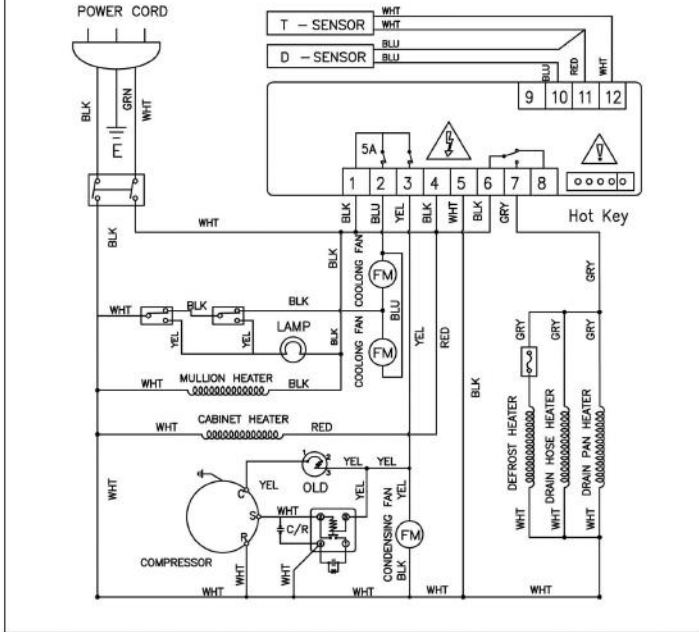 POWER CORD
WHT
T - SENSOR
WHT
BLU
D - SENSOR
BLU
BLU
RED
WHT
9 10 11 12
BLK
GRN
WHT
E
5A
1 2 3 4 5 6 7 8
Hot Key
BLK
BLU
YEL
BLK
WHT
BLK
GRY
BLK
WHT
BLK
COOLONG FAN
FM
GRY
WHT
BLK
BLK
BLU
YEL
RED
GRY
GRY
YEL
YEL
LAMP
BLK
COOLONG FAN
FM
BLK
MULLION HEATER
WHT
BLK
CABINET HEATER
WHT
RED
DEFROST HEATER
DRAIN HOSE HEATER
DRAIN PAN HEATER
1
2
3
YEL
YEL
OLD
C
YEL
YEL
YEL
WHT
S
WHT
C/R
R
CONDENSING FAN
FM
WHT
WHT
COMPRESSOR
WHT
WHT
BLK
WHT
WHT
WHT
WHT